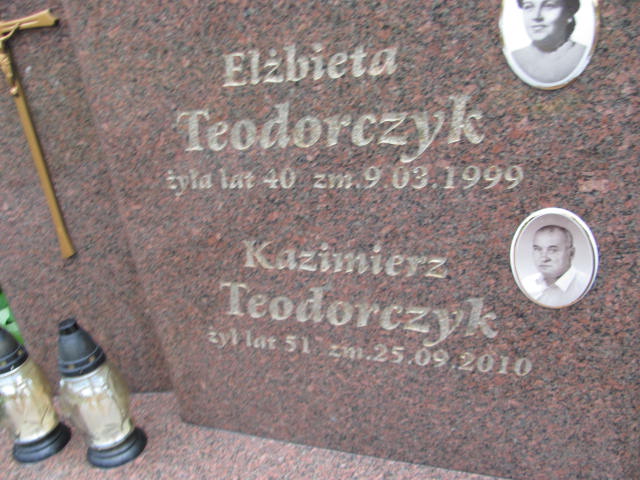 Elżbieta
Teodorczyk
żyła lat 40 zm.9.03.1999
Kazimierz
Teodorczyk
żył lat 51 zm.25.09.2010